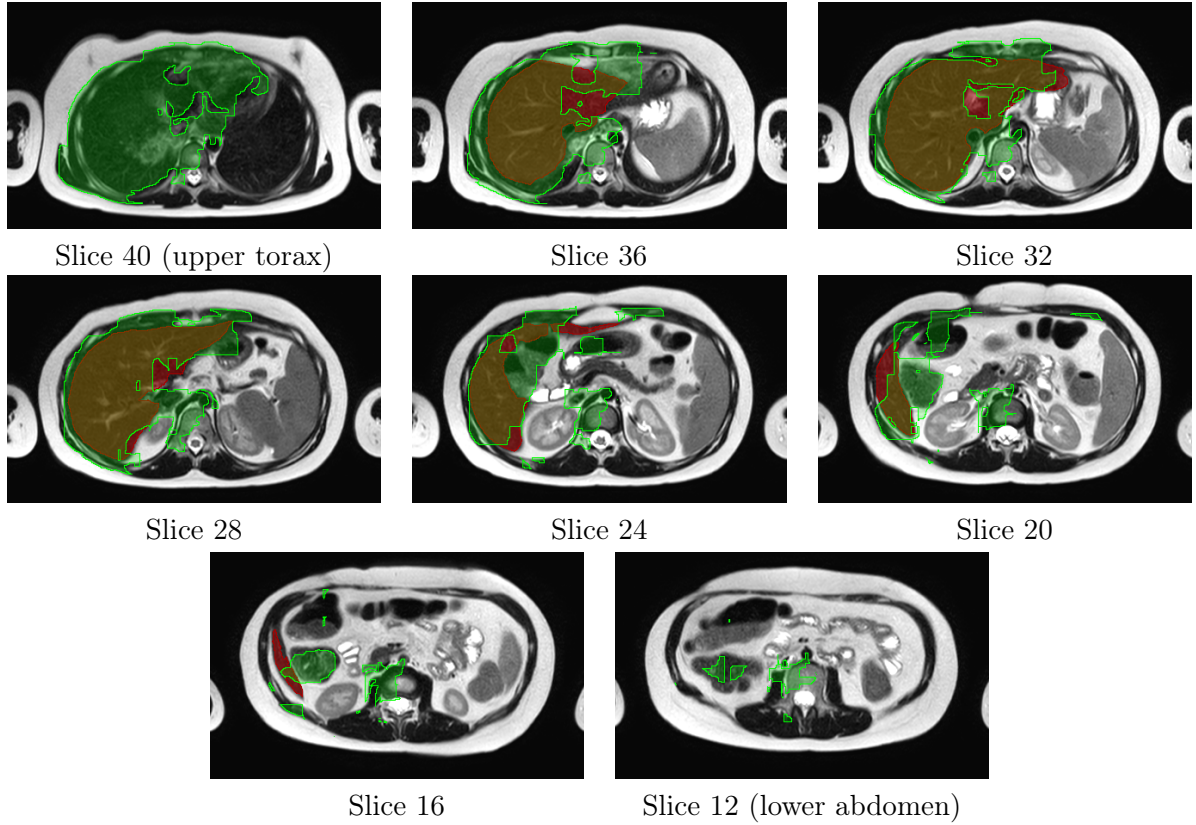 Slice 40 (upper torax)
Slice 36
Slice 32
Slice 28
Slice 24
Slice 20
Slice 16
Slice 12 (lower abdomen)